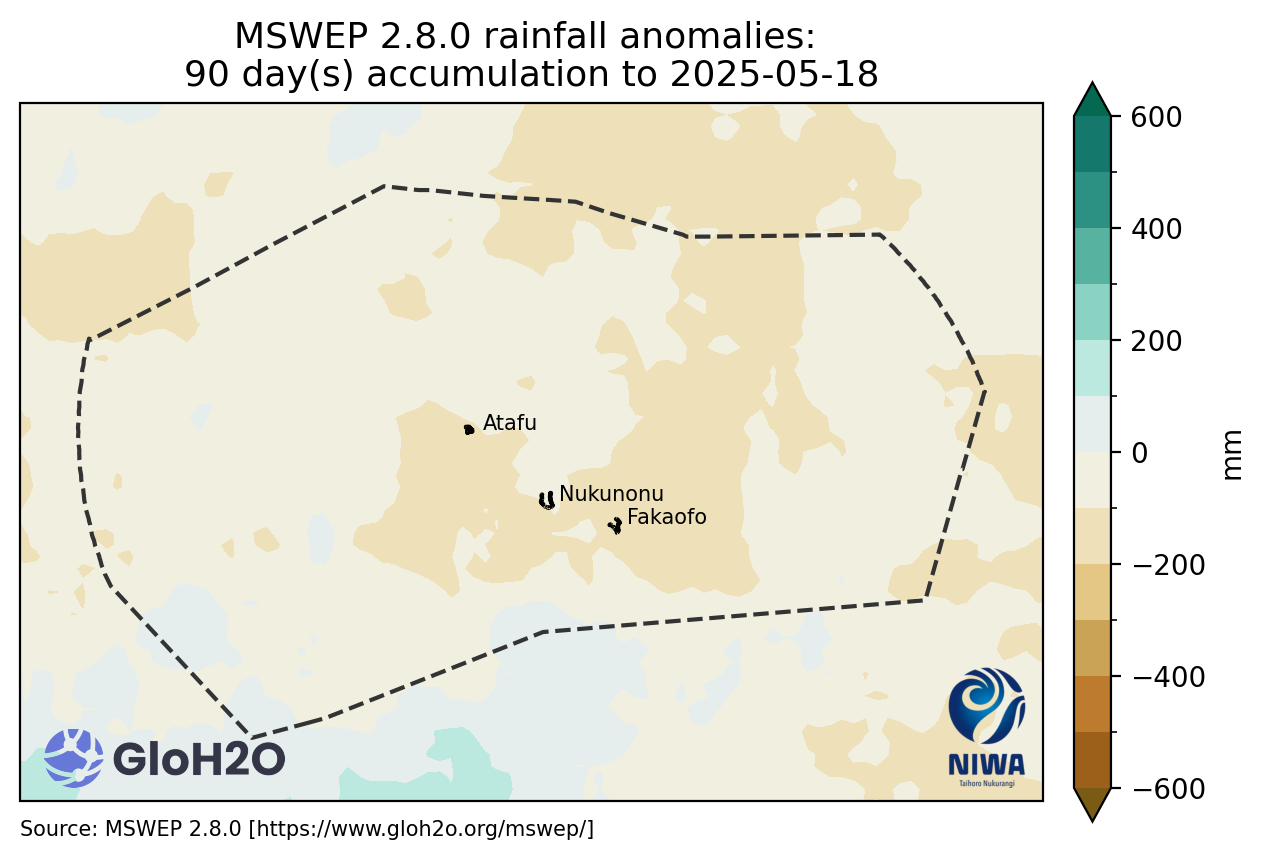 MSWEP 2.8.0 rainfall anomalies:
90 day(s) accumulation to 2025-05-18
600
400
200
0
−200
−400
−600
mm
Atafu
Nukunonu
Fakaofo
GloH2O
NIWA
Taihoro Nukurangi
Source: MSWEP 2.8.0 [https://www.gloh2o.org/mswep/]